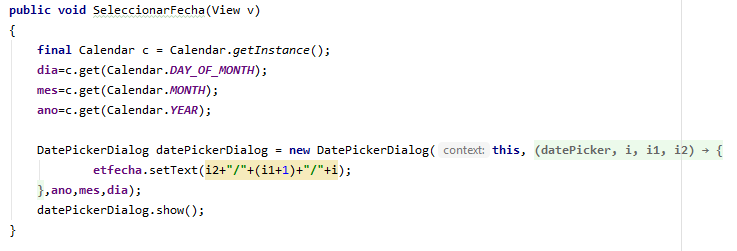 public void SeleccionarFecha(View v)
{
final Calendar c = Calendar.getInstance();
dia=c.get(Calendar.DAY_OF_MONTH);
mes=c.get(Calendar.MONTH);
ano=c.get(Calendar.YEAR);
DatePickerDialog datePickerDialog = new DatePickerDialog( context: this, (datePicker, i, i1, i2) → {
etfecha.setText(i2+"/"+(i1+1)+"/"+i);
},ano,mes,dia);
datePickerDialog.show();
}